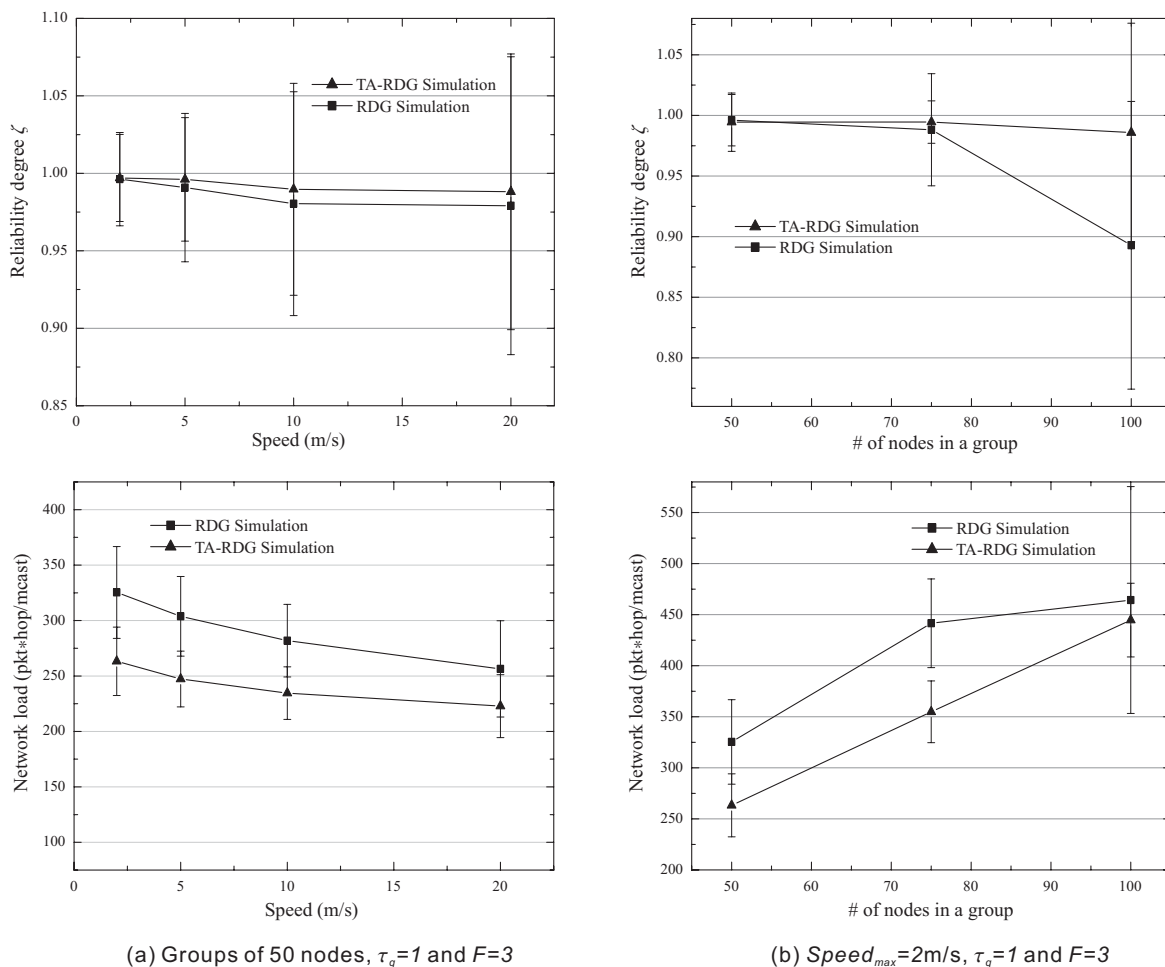 1.10
1.05
1.00
0.95
0.90
0.85
Reliability degree ζ
TA-RDG Simulation
RDG Simulation
0 5 10 15 20
Speed (m/s)
1.05
1.00
0.95
0.90
0.85
0.80
Reliability degree ζ
TA-RDG Simulation
RDG Simulation
50 60 70 80 90 100
# of nodes in a group
400
350
300
250
200
150
100
Network load (pkt*hop/mcast)
RDG Simulation
TA-RDG Simulation
0 5 10 15 20
Speed (m/s)
550
500
450
400
350
300
250
200
Network load (pkt*hop/mcast)
RDG Simulation
TA-RDG Simulation
50 60 70 80 90 100
# of nodes in a group
(a) Groups of 50 nodes, τg=1 and F=3
(b) Speedmax=2m/s, τg=1 and F=3